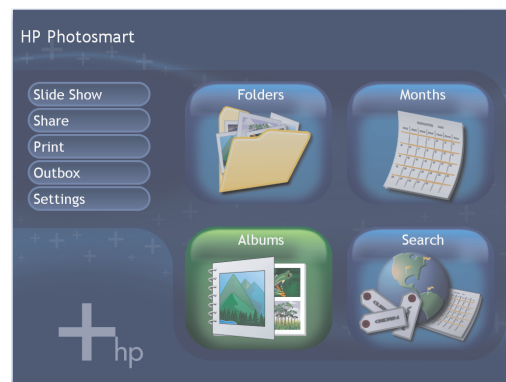 HP Photosmart
Slide Show
Share
Print
Outbox
Settings
Folders
Months
Albums
Search
hp